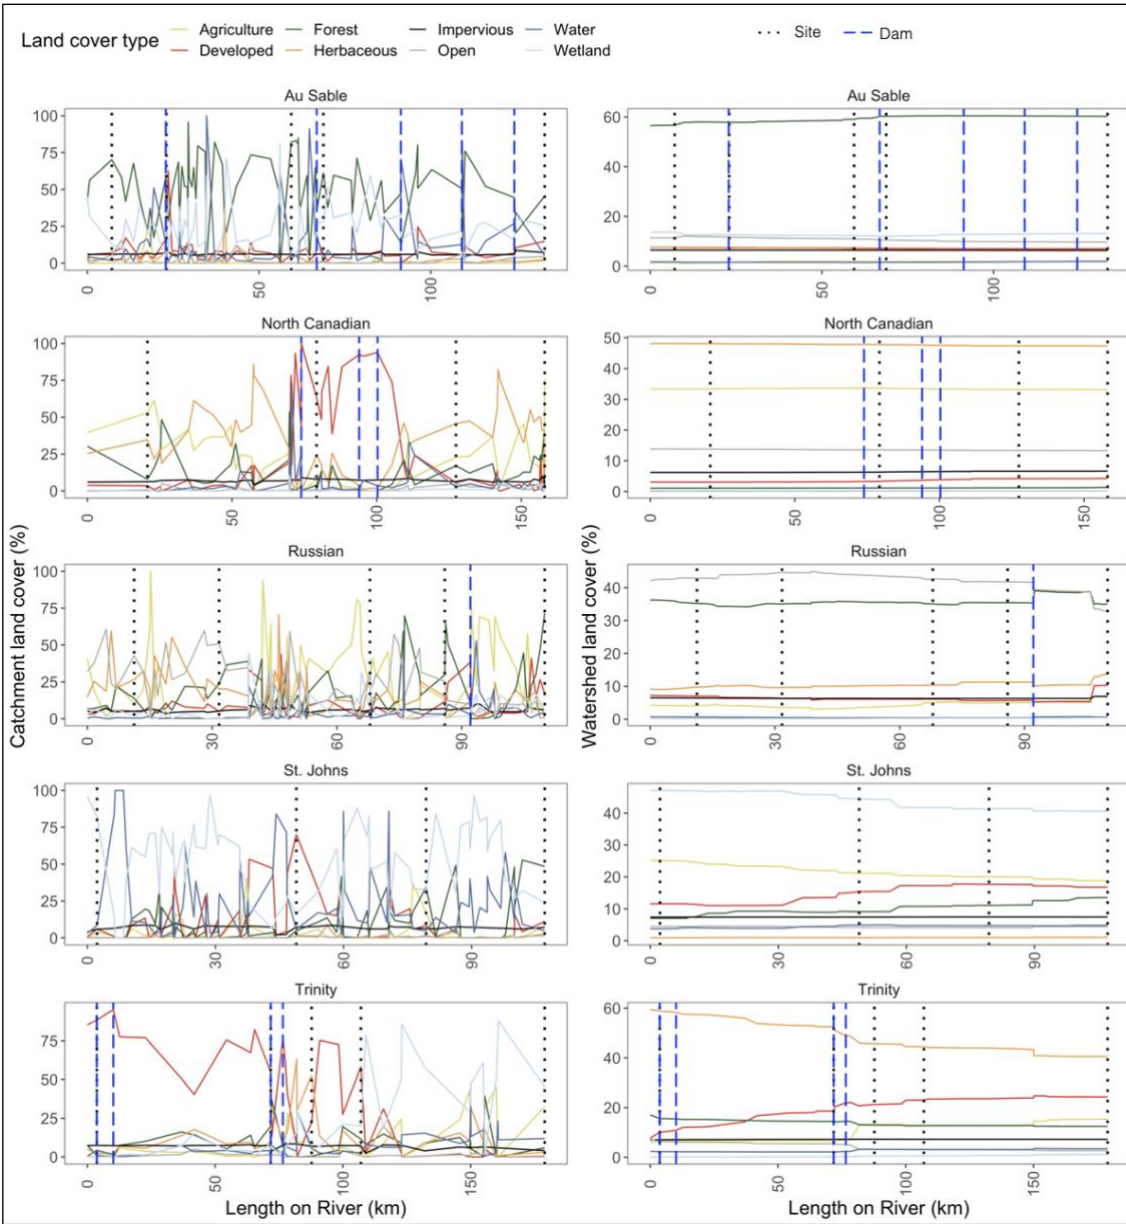 Land cover type
Agriculture Forest Impervious Water
Developed Herbaceous Open Wetland
Site Dam
Au Sable Au Sable
100
75
50
25
0
0 50 100
60
40
20
0
0 50 100
North Canadian North Canadian
100
75
50
25
0
0 50 100 150
50
40
30
20
10
0
0 50 100 150
Catchment land cover (%)
Watershed land cover (%)
Russian Russian
100
75
50
25
0
0 30 60 90
40
30
20
10
0
0 30 60 90
St. Johns St. Johns
100
75
50
25
0
0 30 60 90
40
30
20
10
0
0 30 60 90
Trinity Trinity
75
50
25
0
0 50 100 150
60
40
20
0
0 50 100 150
Length on River (km) Length on River (km)